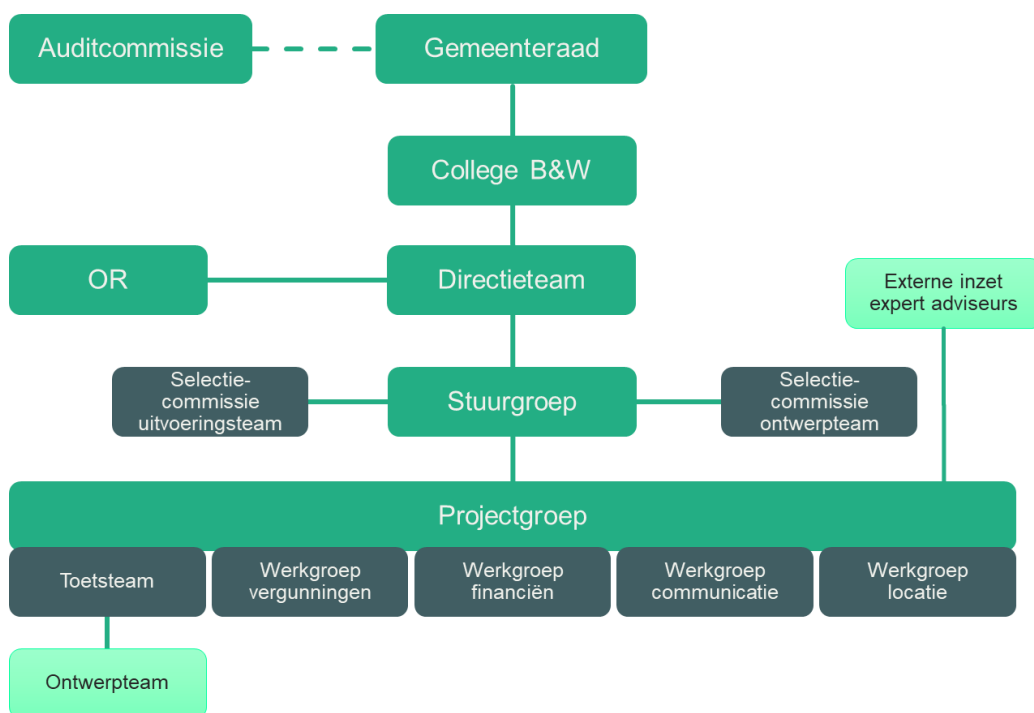 Auditcommissie
Gemeenteraad
College B&W
OR
Directieteam
Externe inzet
expert adviseurs
Selectie-
commissie
uitvoeringsteam
Stuurgroep
Selectie-
commissie
ontwerpteam
Projectgroep
Toetsteam
Werkgroep
vergunningen
Werkgroep
financiën
Werkgroep
communicatie
Werkgroep
locatie
Ontwerpteam